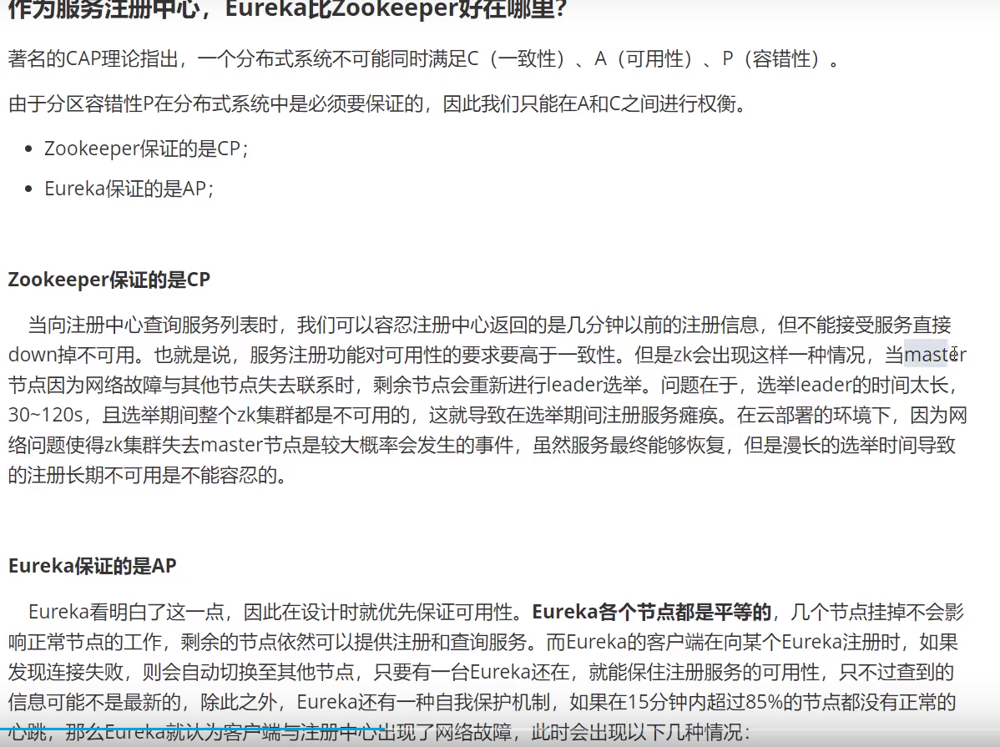 作为服务注册中心，Eureka比Zookeeper好在哪里？
著名的CAP理论指出，一个分布式系统不可能同时满足C（一致性）、A（可用性）、P（容错性）。
由于分区容错性P在分布式系统中是必须要保证的，因此我们只能在A和C之间进行权衡。
• Zookeeper保证的是CP；
• Eureka保证的是AP；
Zookeeper保证的是CP
当向注册中心查询服务列表时，我们可以容忍注册中心返回的是几分钟以前的注册信息，但不能接受服务直接
down掉不可用。也就是说，服务注册功能对可用性的要求要高于一致性。但是zk会出现这样一种情况，当master
节点因为网络故障与其他节点失去联系时，剩余节点会重新进行leader选举。问题在于，选举leader的时间太长，
30~120s，且选举期间整个zk集群都是不可用的，这就导致在选举期间注册服务瘫痪。在云部署的环境下，因为网
络问题使得zk集群失去master节点是较大概率会发生的事件，虽然服务最终能够恢复，但是漫长的选举时间导致
的注册长期不可用是不能容忍的。
Eureka保证的是AP
Eureka看明白了这一点，因此在设计时就优先保证可用性。Eureka各个节点都是平等的，几个节点挂掉不会影
响正常节点的工作，剩余的节点依然可以提供注册和查询服务。而Eureka的客户端在向某个Eureka注册时，如果
发现连接失败，则会自动切换至其他节点，只要有一台Eureka还在，就能保住注册服务的可用性，只不过查到的
信息可能不是最新的，除此之外，Eureka还有一种自我保护机制，如果在15分钟内超过85%的节点都没有正常的
心跳，那么Eureka就认为客户端与注册中心出现了网络故障，此时会出现以下几种情况：